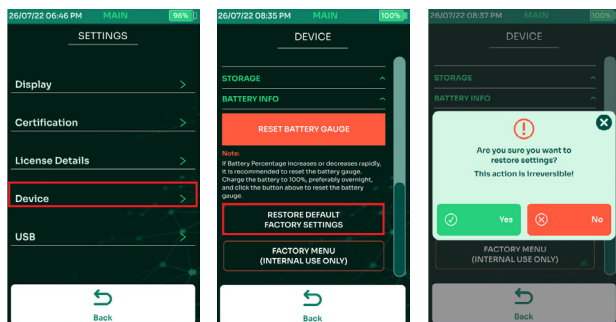 26/07/22 06:46 PM MAIN 96%
SETTINGS
Display >
Certification >
License Details >
Device >
USB >
Back
26/07/22 08:35 PM MAIN 100%
DEVICE
STORAGE
BATTERY INFO
RESET BATTERY GAUGE
Note:
If Battery Percentage increases or decreases rapidly,
it is recommended to reset the battery gauge.
Charge the battery to 100%, preferably overnight,
and click the button above to reset the battery
gauge.
RESTORE DEFAULT
FACTORY SETTINGS
FACTORY MENU
(INTERNAL USE ONLY)
Back
26/07/22 08:37 PM MAIN 100%
DEVICE
STORAGE
BATTERY INFO
Are you sure you want to
restore settings?
This action is irreversible!
Yes
No
FACTORY MENU
(INTERNAL USE ONLY)
Back